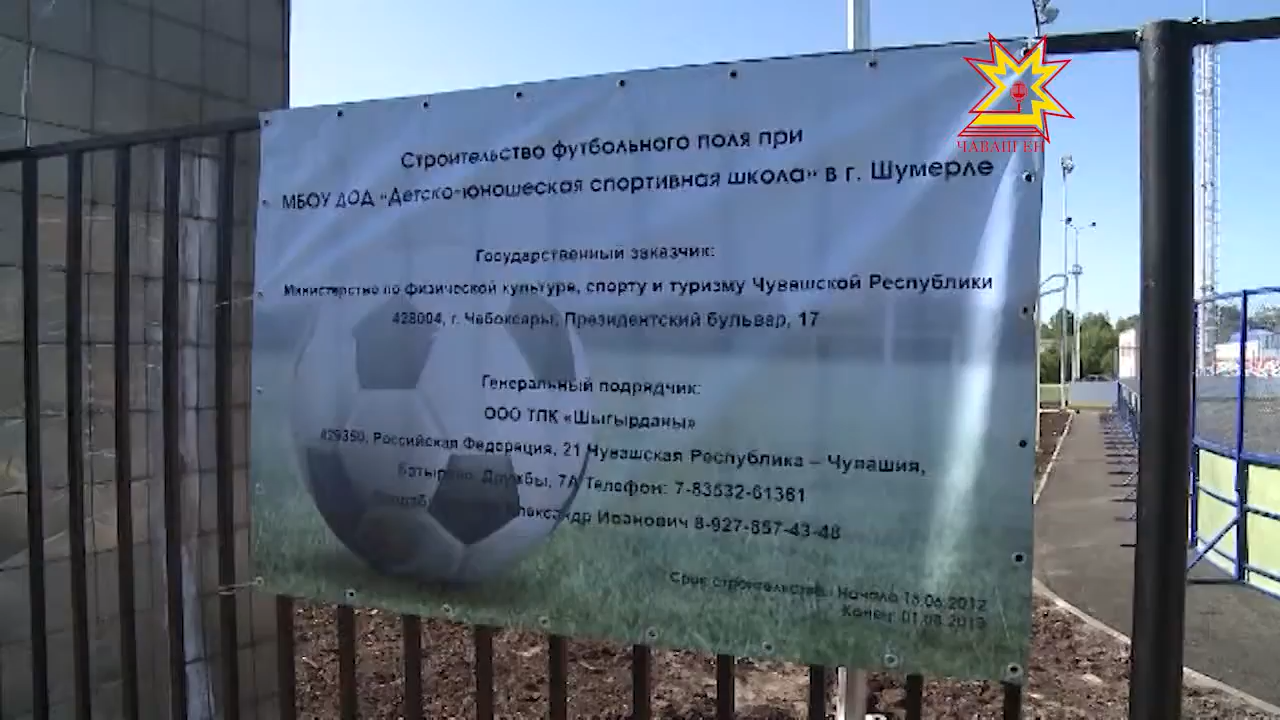 ЧĂВАШ ЕН
Строительство футбольного поля при
МБОУ ДОД «Детско-юношеская спортивная школа» в г. Шумерле
Государственный заказчик:
Министерство по физической культуре, спорту и туризму Чувашской Республики
428004, г. Чебоксары, Президентский бульвар, 17
Генеральный подрядчик:
ООО ТПК «Шыгырданы»
429350, Российская Федерация, 21 Чувашская Республика – Чувашия,
Батырево, Дружбы, 7А Телефон: 7-83532-61361
Александр Иванович 8-927-857-43-48
Срок строительства: Начало 15.06.2012
Конец: 01.08.2013